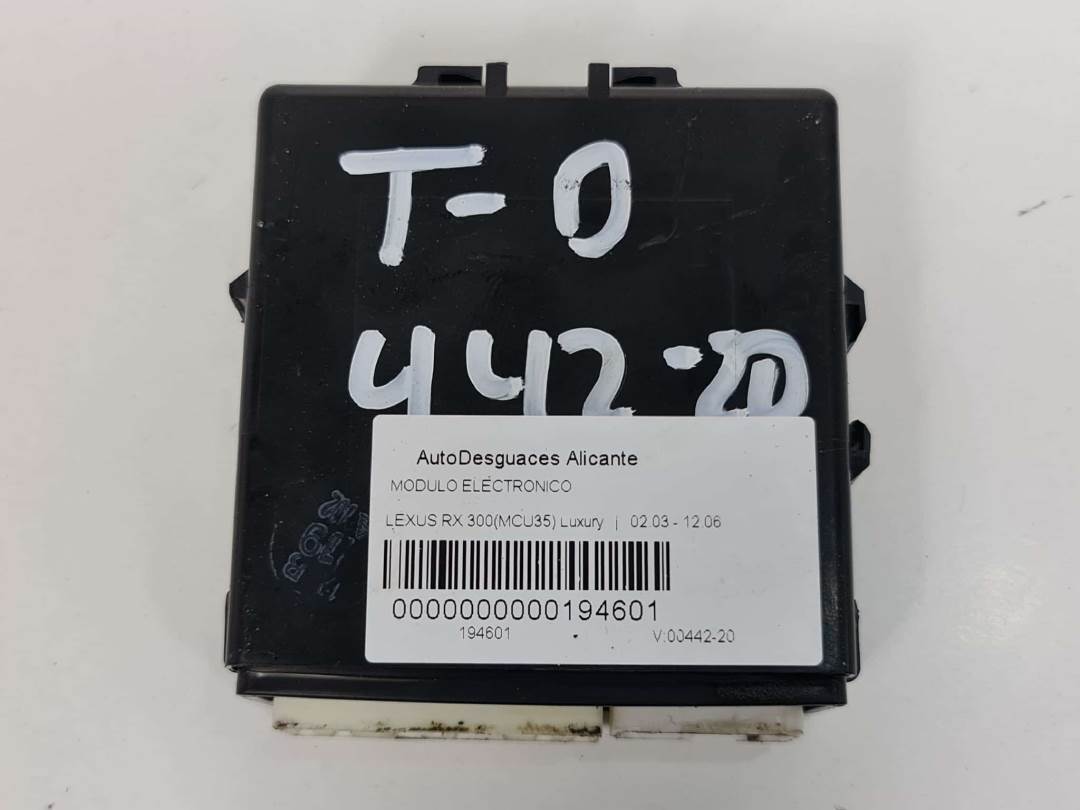 T-0
442-20
AutoDesguaces Alicante
MODULO ELECTRONICO
LEXUS RX 300(MCU35) Luxury | 02.03 - 12.06
0000000000194601
194601
V:00442-20